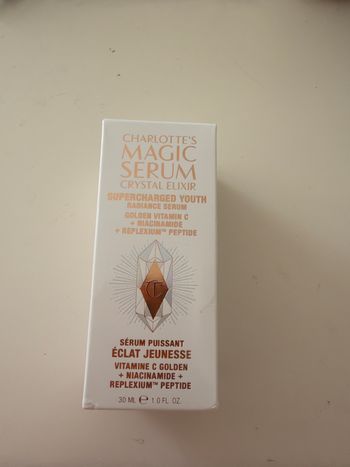 CHARLOTTE'S
MAGIC
SERUM
CRYSTAL ELIXIR
SUPERCHARGED YOUTH
RADIANCE SERUM
GOLDEN VITAMIN C
+ NIACINAMIDE
+ REPLEXIUM™ PEPTIDE
SÉRUM PUISSANT
ÉCLAT JEUNESSE
VITAMINE C GOLDEN
+ NIACINAMIDE +
REPLEXIUM™ PEPTIDE
30 ML ℮ 1.0 FL. OZ.